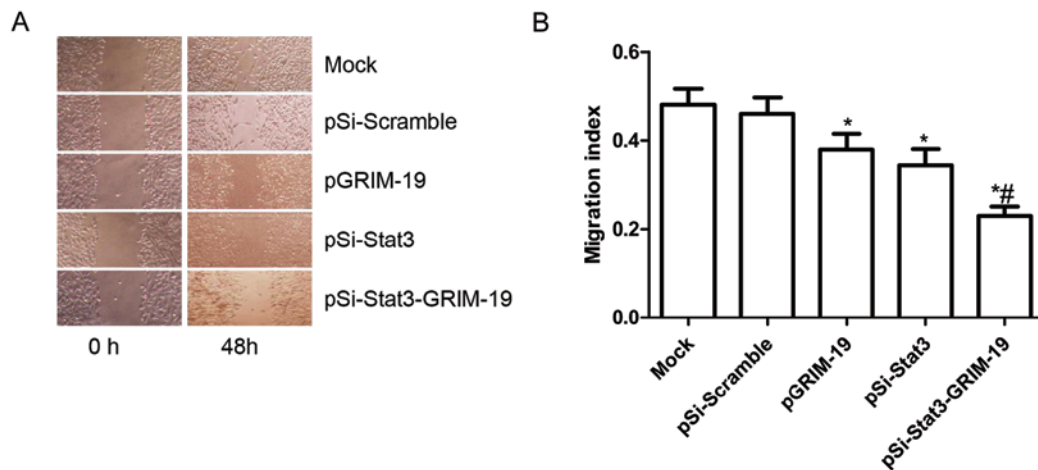 A
Mock
pSi-Scramble
pGRIM-19
pSi-Stat3
pSi-Stat3-GRIM-19
0 h
48h
B
Migration index
0.6
0.4
0.2
0.0
*
*
*#
Mock
pSi-Scramble
pGRIM-19
pSi-Stat3
pSi-Stat3-GRIM-19